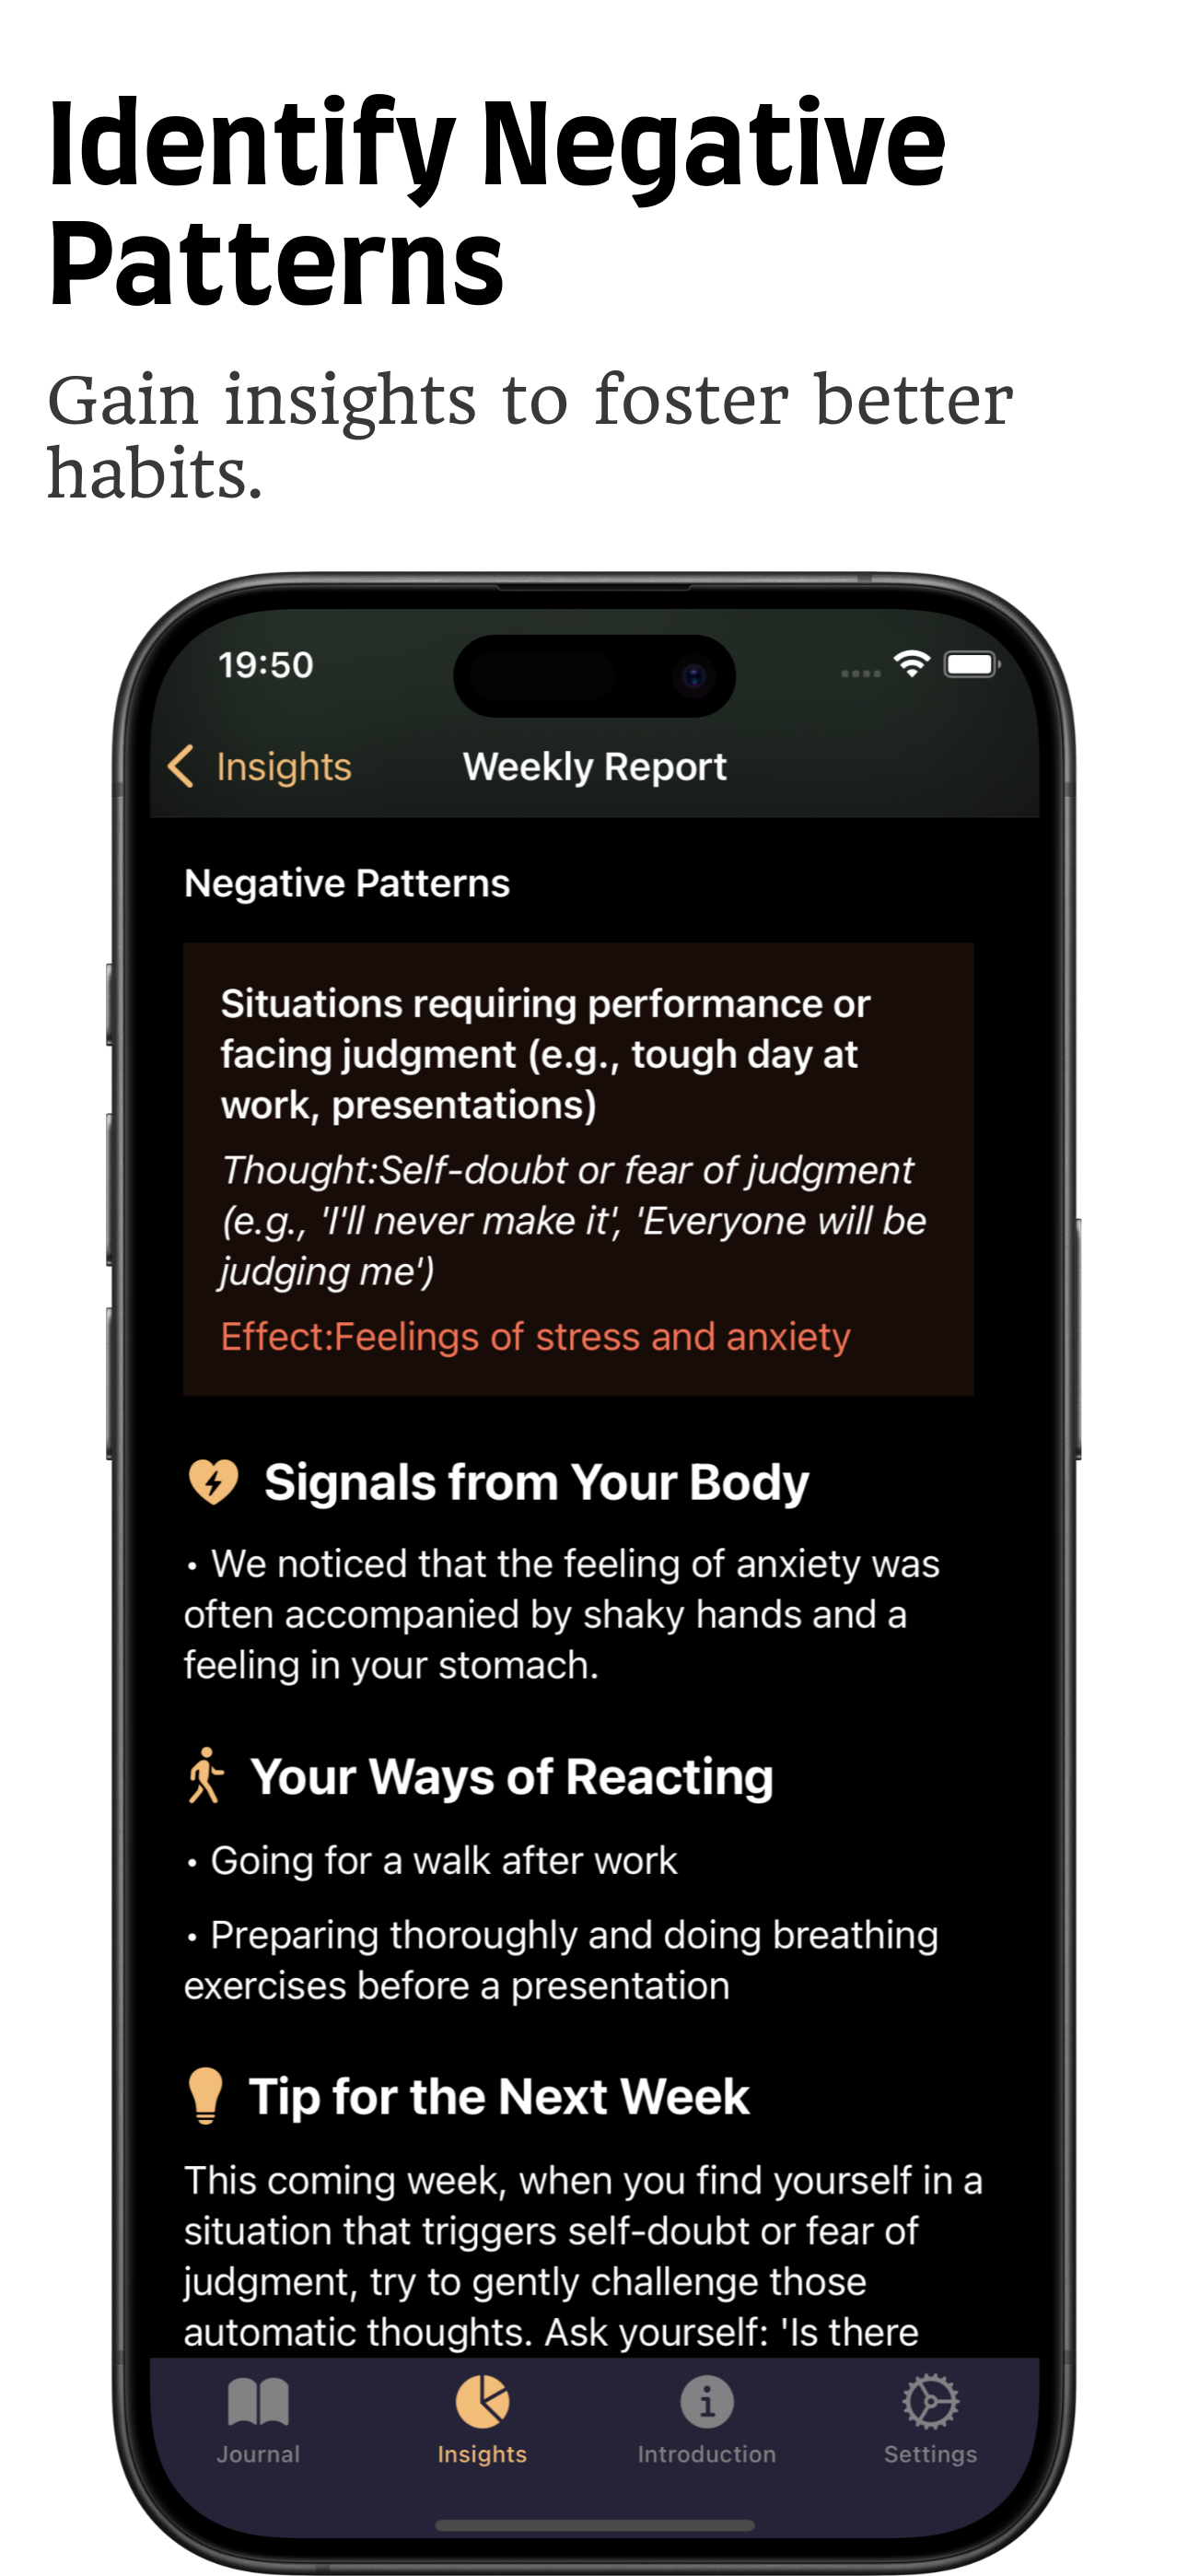 Identify Negative
Patterns
Gain insights to foster better
habits.
19:50
Insights
Weekly Report
Negative Patterns
Situations requiring performance or
facing judgment (e.g., tough day at
work, presentations)
Thought:Self-doubt or fear of judgment
(e.g., 'I'll never make it', 'Everyone will be
judging me')
Effect:Feelings of stress and anxiety
Signals from Your Body
• We noticed that the feeling of anxiety was
often accompanied by shaky hands and a
feeling in your stomach.
Your Ways of Reacting
• Going for a walk after work
• Preparing thoroughly and doing breathing
exercises before a presentation
Tip for the Next Week
This coming week, when you find yourself in a
situation that triggers self-doubt or fear of
judgment, try to gently challenge those
automatic thoughts. Ask yourself: 'Is there
Journal
Insights
Introduction
Settings